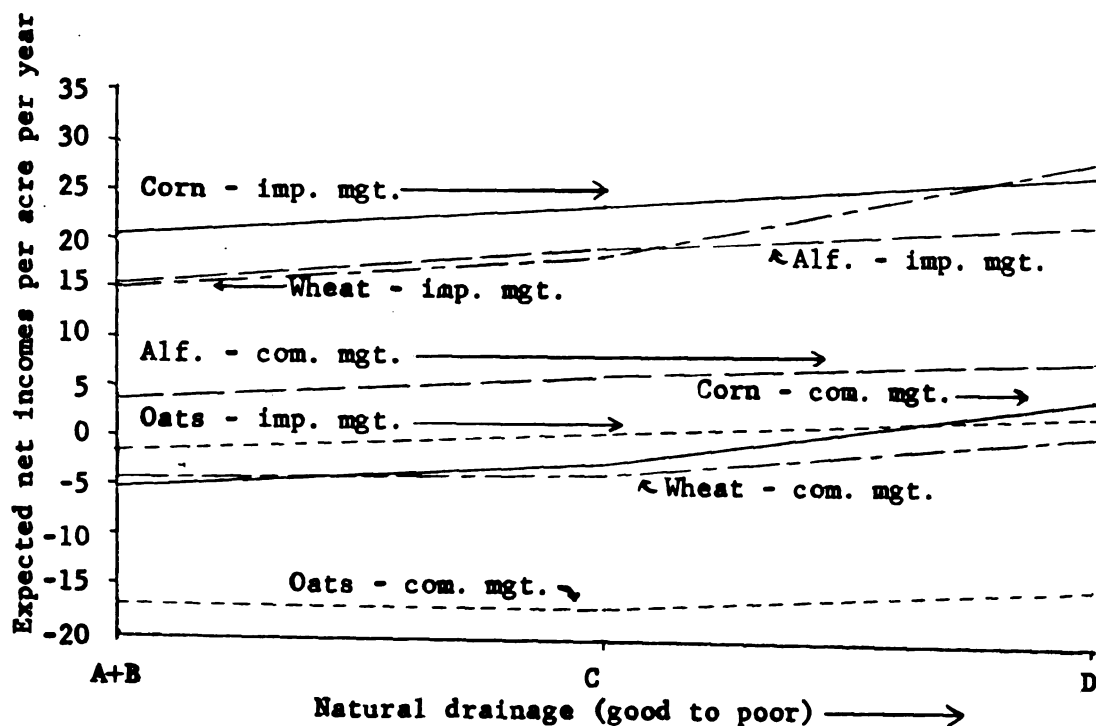 Expected net incomes per acre per year
35
30
25
20
15
10
5
0
-5
-10
-15
-20
Corn - imp. mgt.
Alf. - imp. mgt.
Wheat - imp. mgt.
Alf. - com. mgt.
Corn - com. mgt.
Oats - imp. mgt.
Wheat - com. mgt.
Oats - com. mgt.
A+B C D
Natural drainage (good to poor)